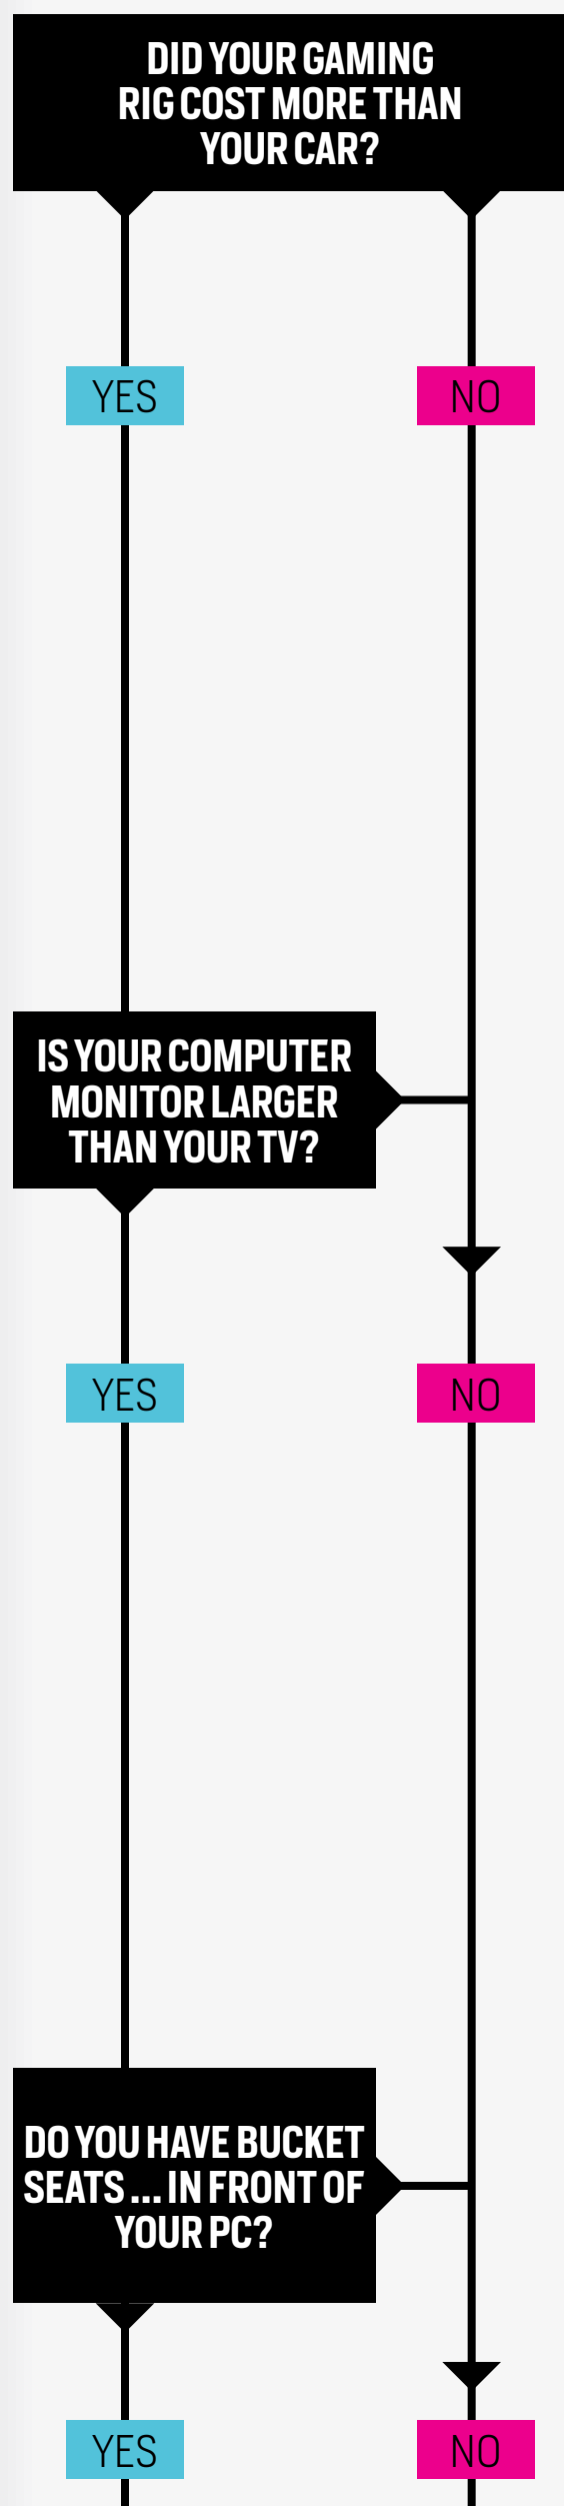 DID YOUR GAMING
RIG COST MORE THAN
YOUR CAR?
YES
NO
IS YOUR COMPUTER
MONITOR LARGER
THAN YOUR TV?
YES
NO
DO YOU HAVE BUCKET
SEATS ... IN FRONT OF
YOUR PC?
YES
NO